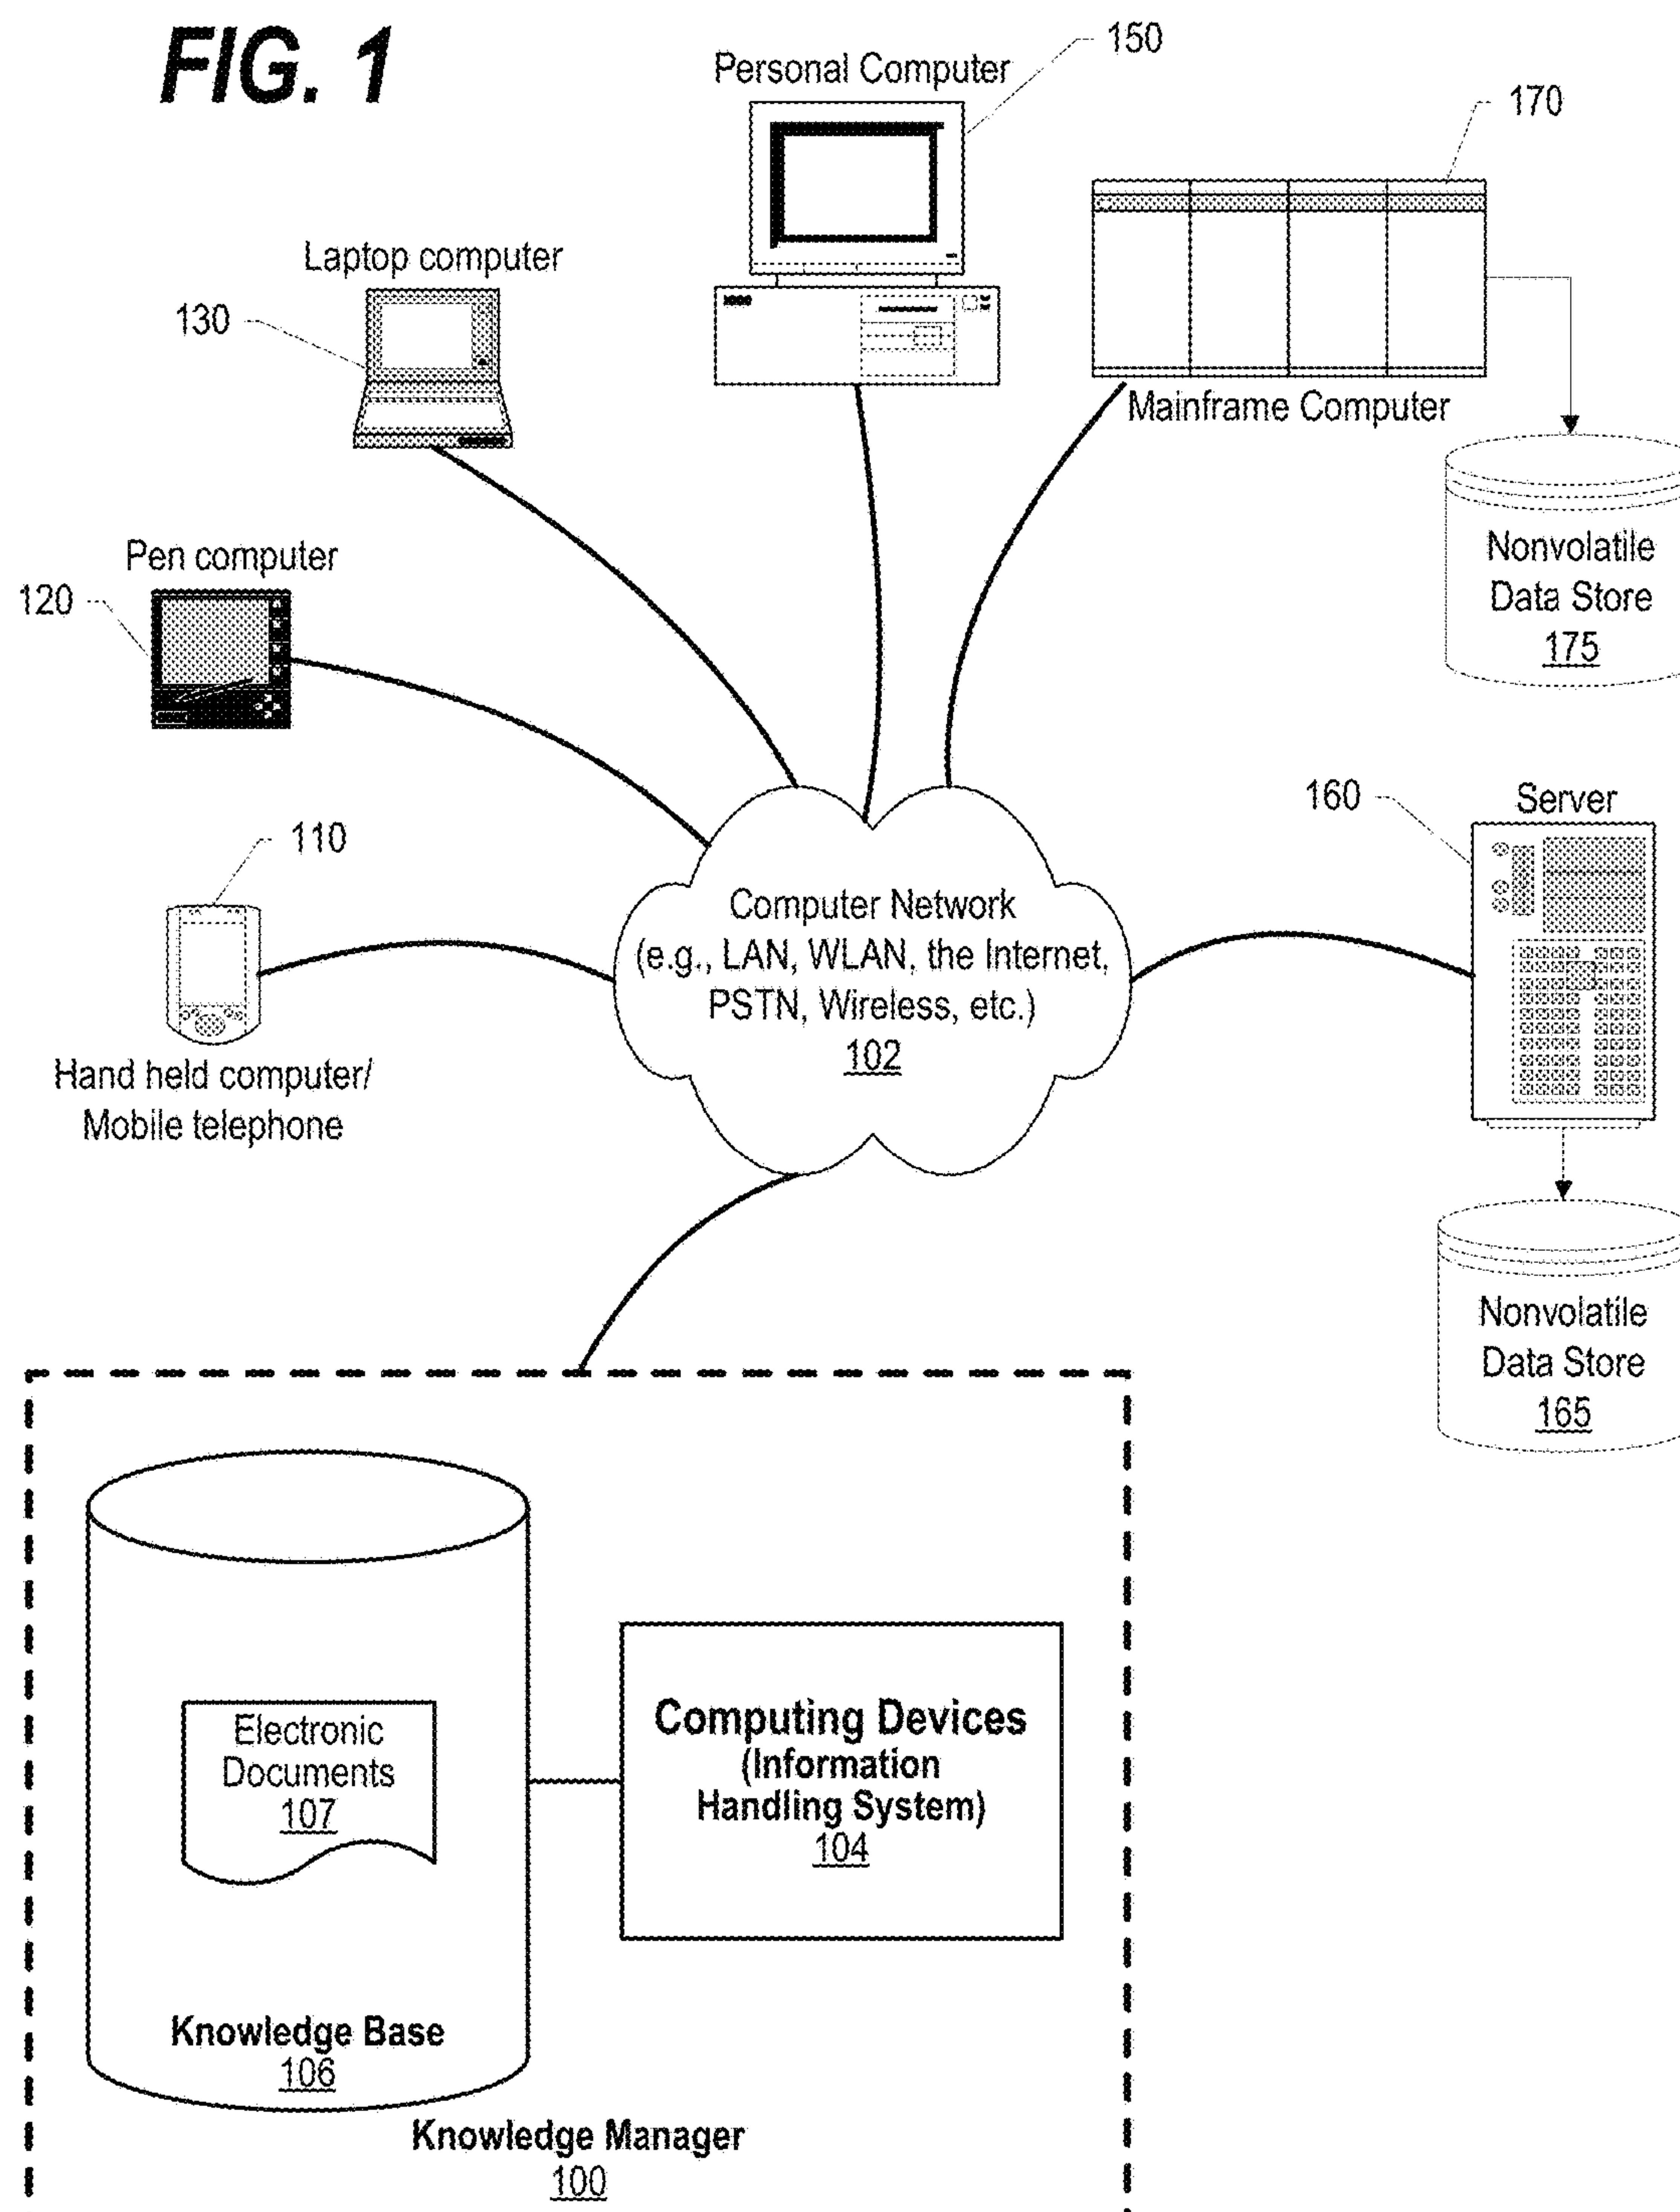 FIG. 1
Personal Computer
150
170
Laptop computer
130
Mainframe Computer
Nonvolatile
Data Store
175
Pen computer
120
160
Server
110
Computer Network
(e.g., LAN, WLAN, the Internet,
PSTN, Wireless, etc.)
102
Hand held computer/
Mobile telephone
Nonvolatile
Data Store
165
Electronic
Documents
107
Computing Devices
(Information
Handling System)
104
Knowledge Base
106
Knowledge Manager
100